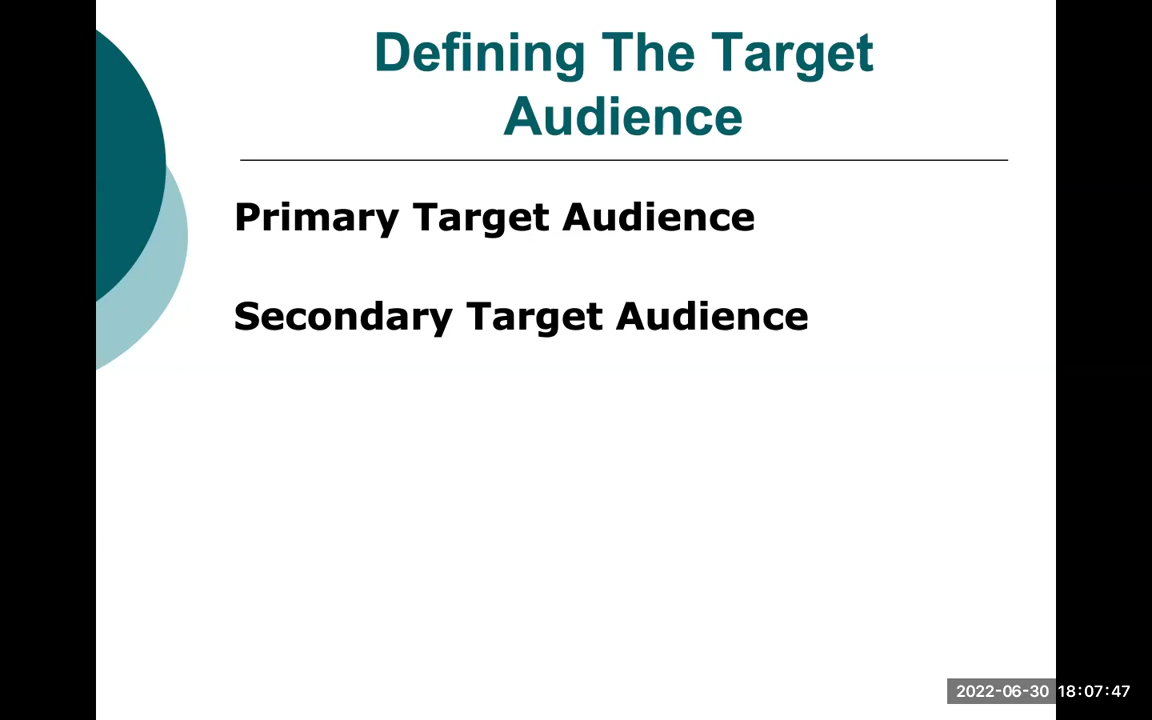 Defining The Target
Audience
Primary Target Audience
Secondary Target Audience
2022-06-30 18:07:47